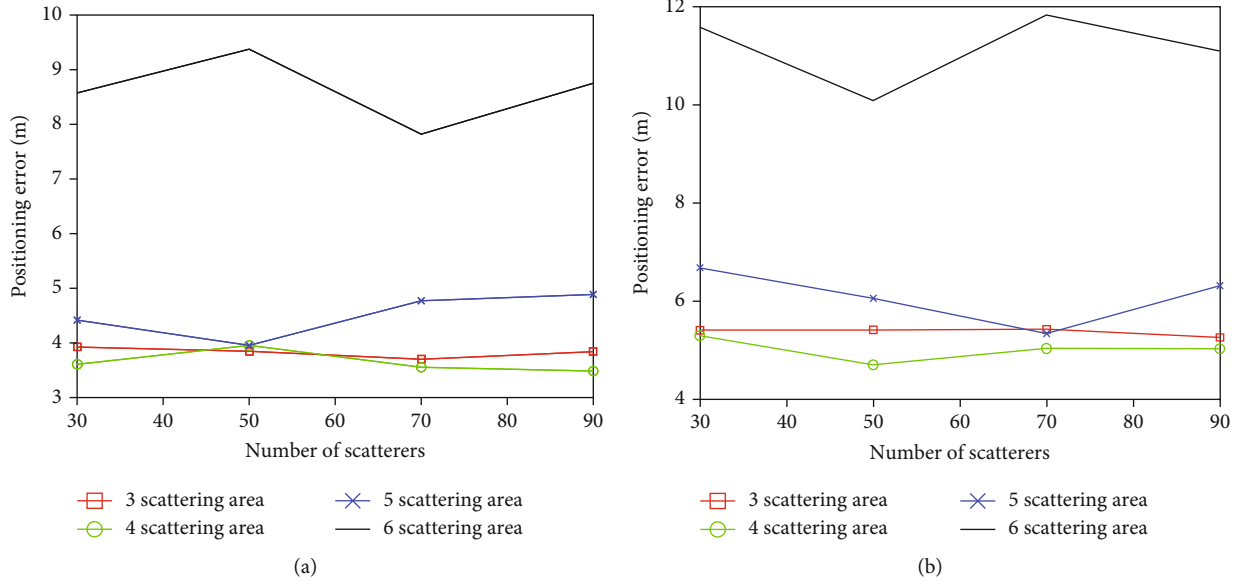 10
9
8
7
6
5
4
3
Positioning error (m)
30 40 50 60 70 80 90
Number of scatterers
3 scattering area
4 scattering area
5 scattering area
6 scattering area
(a)
12
10
8
6
4
Positioning error (m)
30 40 50 60 70 80 90
Number of scatterers
3 scattering area
4 scattering area
5 scattering area
6 scattering area
(b)